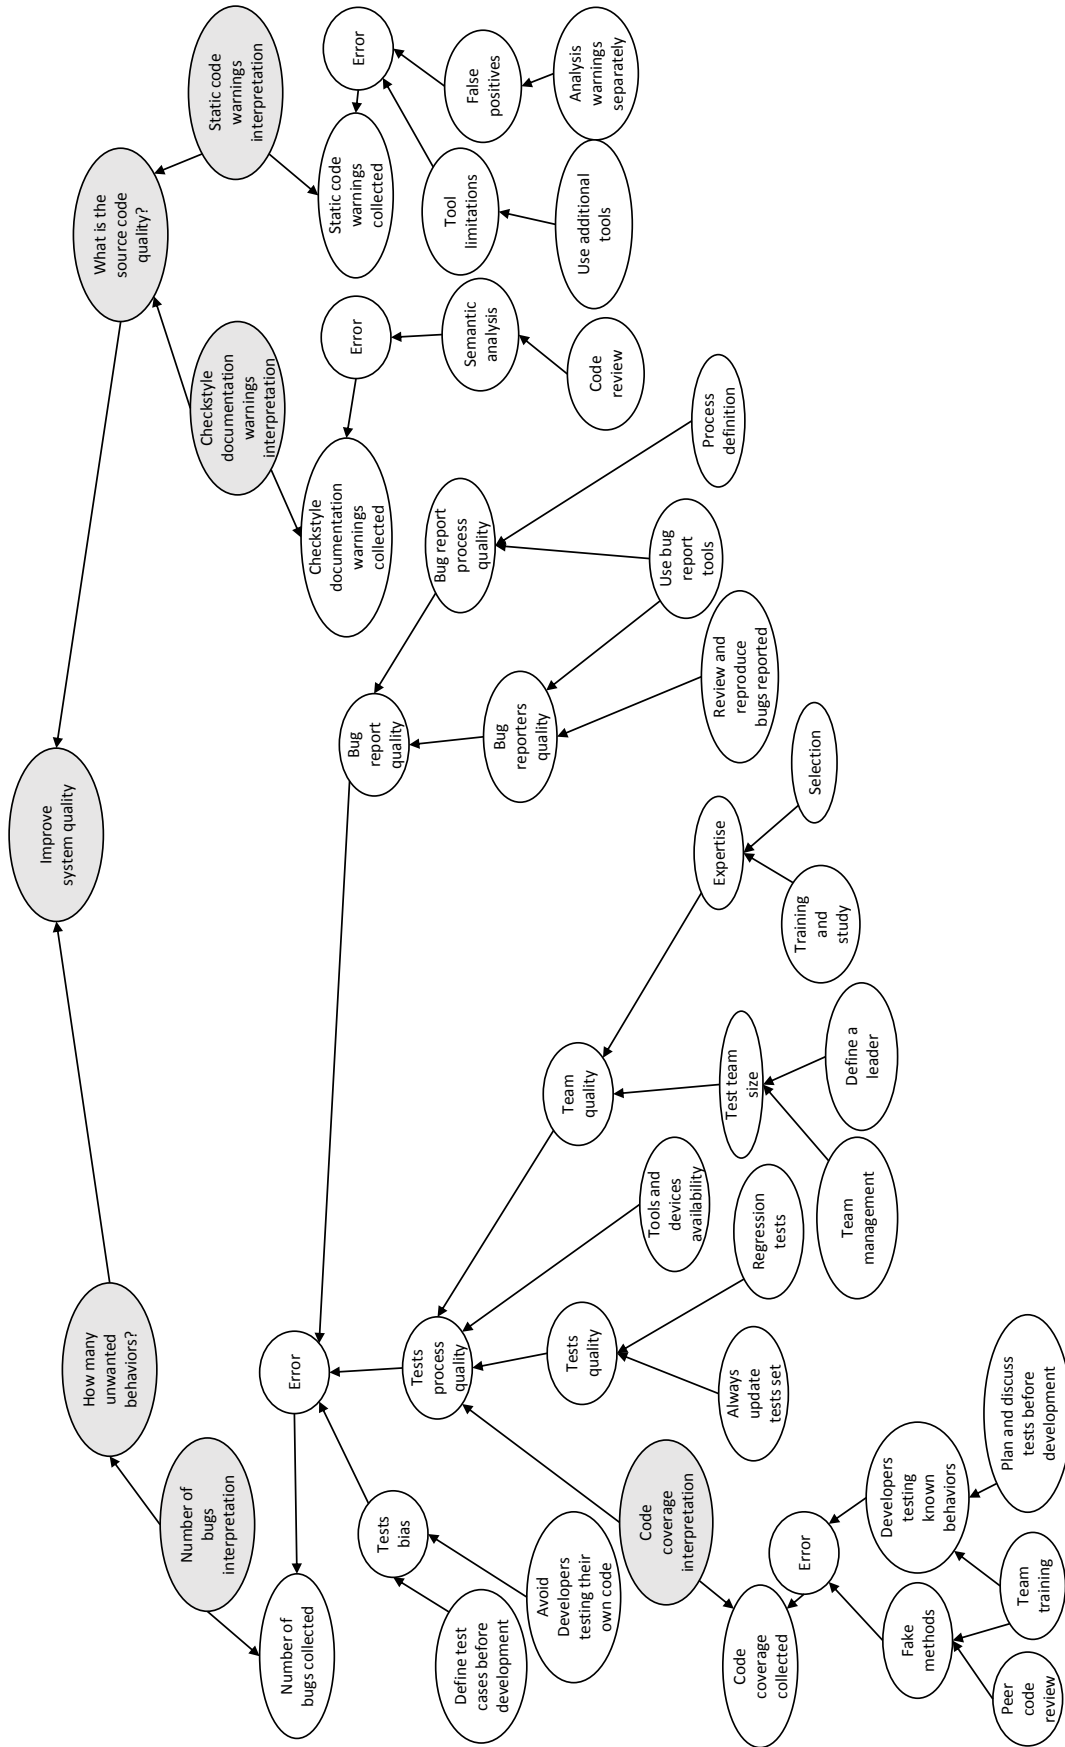 Improve
system quality
How many
unwanted
behaviors?
What is the
source code
quality?
Number of
bugs
interpretation
Checkstyle
documentation
warnings
interpretation
Static code
warnings
interpretation
Number of
bugs collected
Error
Checkstyle
documentation
warnings
collected
Error
Static code
warnings
collected
Error
Tests
bias
Tests
process
quality
Bug
report
quality
Bug report
process
quality
Semantic
analysis
Tool
limitations
False
positives
Define test
cases before
development
Avoid
Developers
testing their
own code
Tests
quality
Team
quality
Bug
reporters
quality
Code
review
Use additional
tools
Analysis
warnings
separately
Code
coverage
interpretation
Tools and
devices
availability
Use bug
report
tools
Process
definition
Code
coverage
collected
Always
update
tests set
Regression
tests
Test team
size
Expertise
Review and
reproduce
bugs reported
Error
Team
management
Define a
leader
Training
and
study
Selection
Fake
methods
Developers
testing
known
behaviors
Peer
code
review
Team
training
Plan and discuss
tests before
development